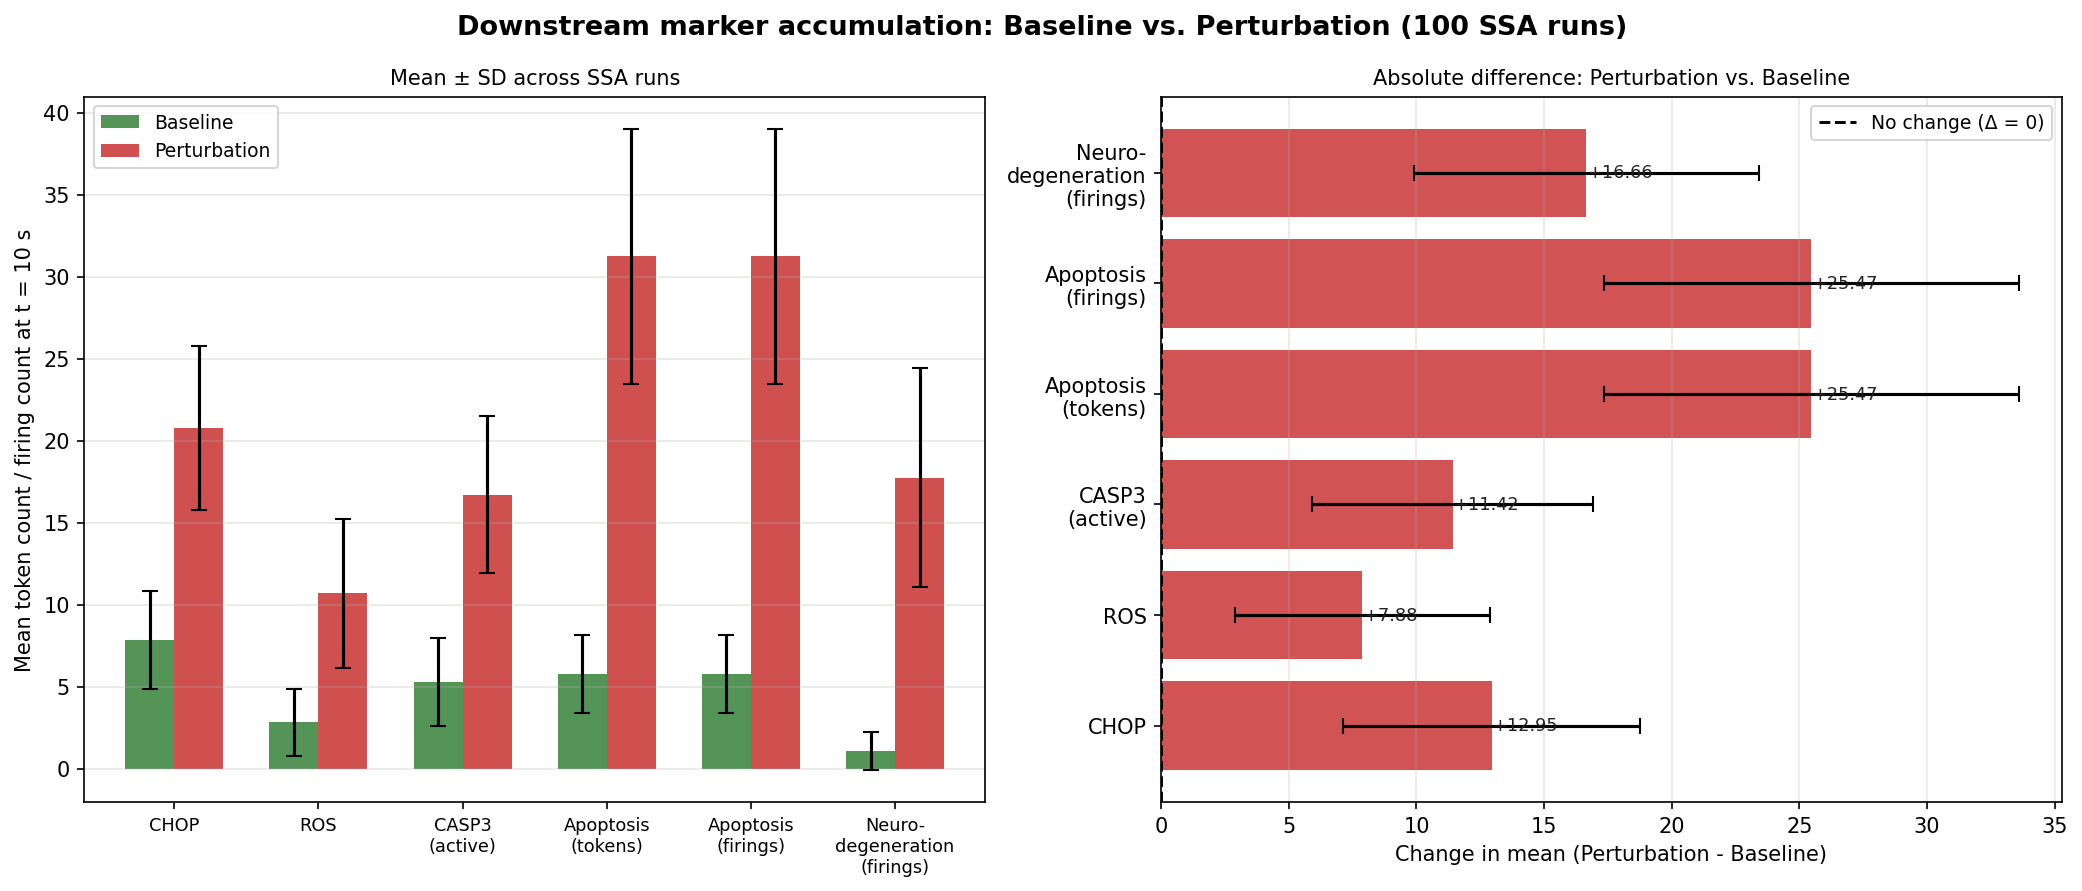 Downstream marker accumulation: Baseline vs. Perturbation (100 SSA runs)
Mean ± SD across SSA runs
Baseline
Perturbation
Mean token count / firing count at t = 10 s
40
35
30
25
20
15
10
5
0
CHOP
ROS
CASP3
(active)
Apoptosis
(tokens)
Apoptosis
(firings)
Neuro-
degeneration
(firings)
Absolute difference: Perturbation vs. Baseline
No change (Δ = 0)
Neuro-
degeneration
(firings)
+16.66
Apoptosis
(firings)
+25.47
Apoptosis
(tokens)
+25.47
CASP3
(active)
+11.42
ROS
+7.88
CHOP
+12.95
0 5 10 15 20 25 30 35
Change in mean (Perturbation - Baseline)